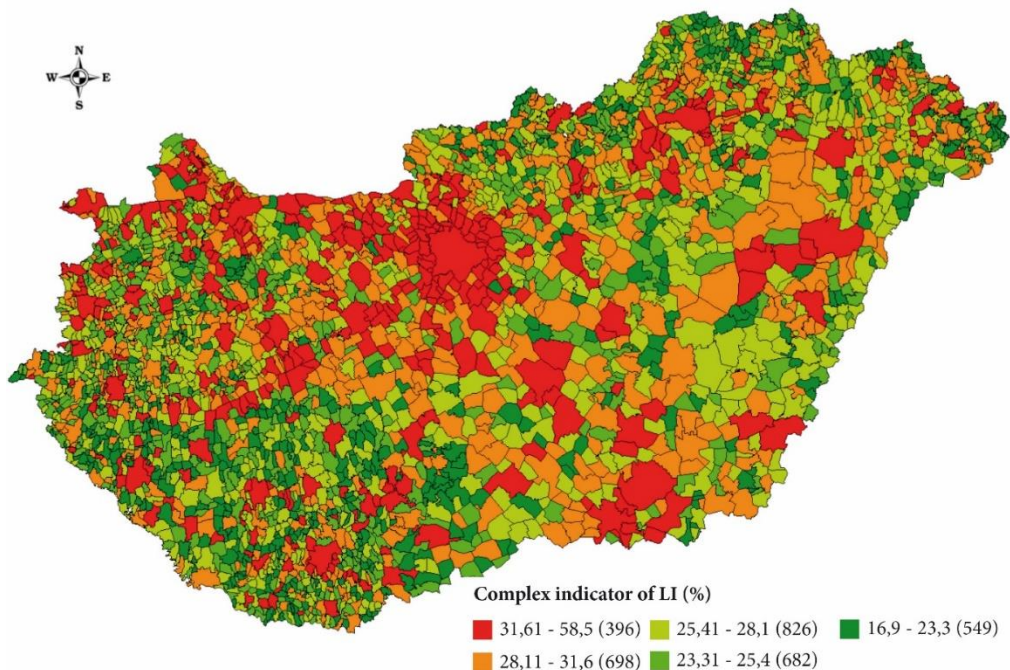 N
W E
S
Complex indicator of LI (%)
31,61 - 58,5 (396) 25,41 - 28,1 (826) 16,9 - 23,3 (549)
28,11 - 31,6 (698) 23,31 - 25,4 (682)